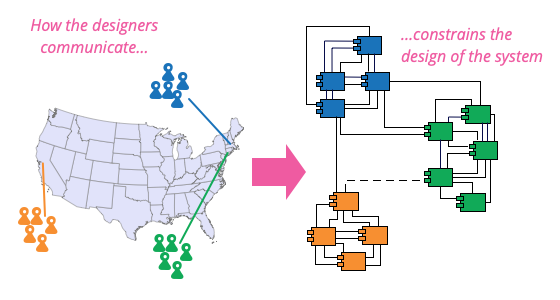 How the designers
communicate...
...constrains the
design of the system